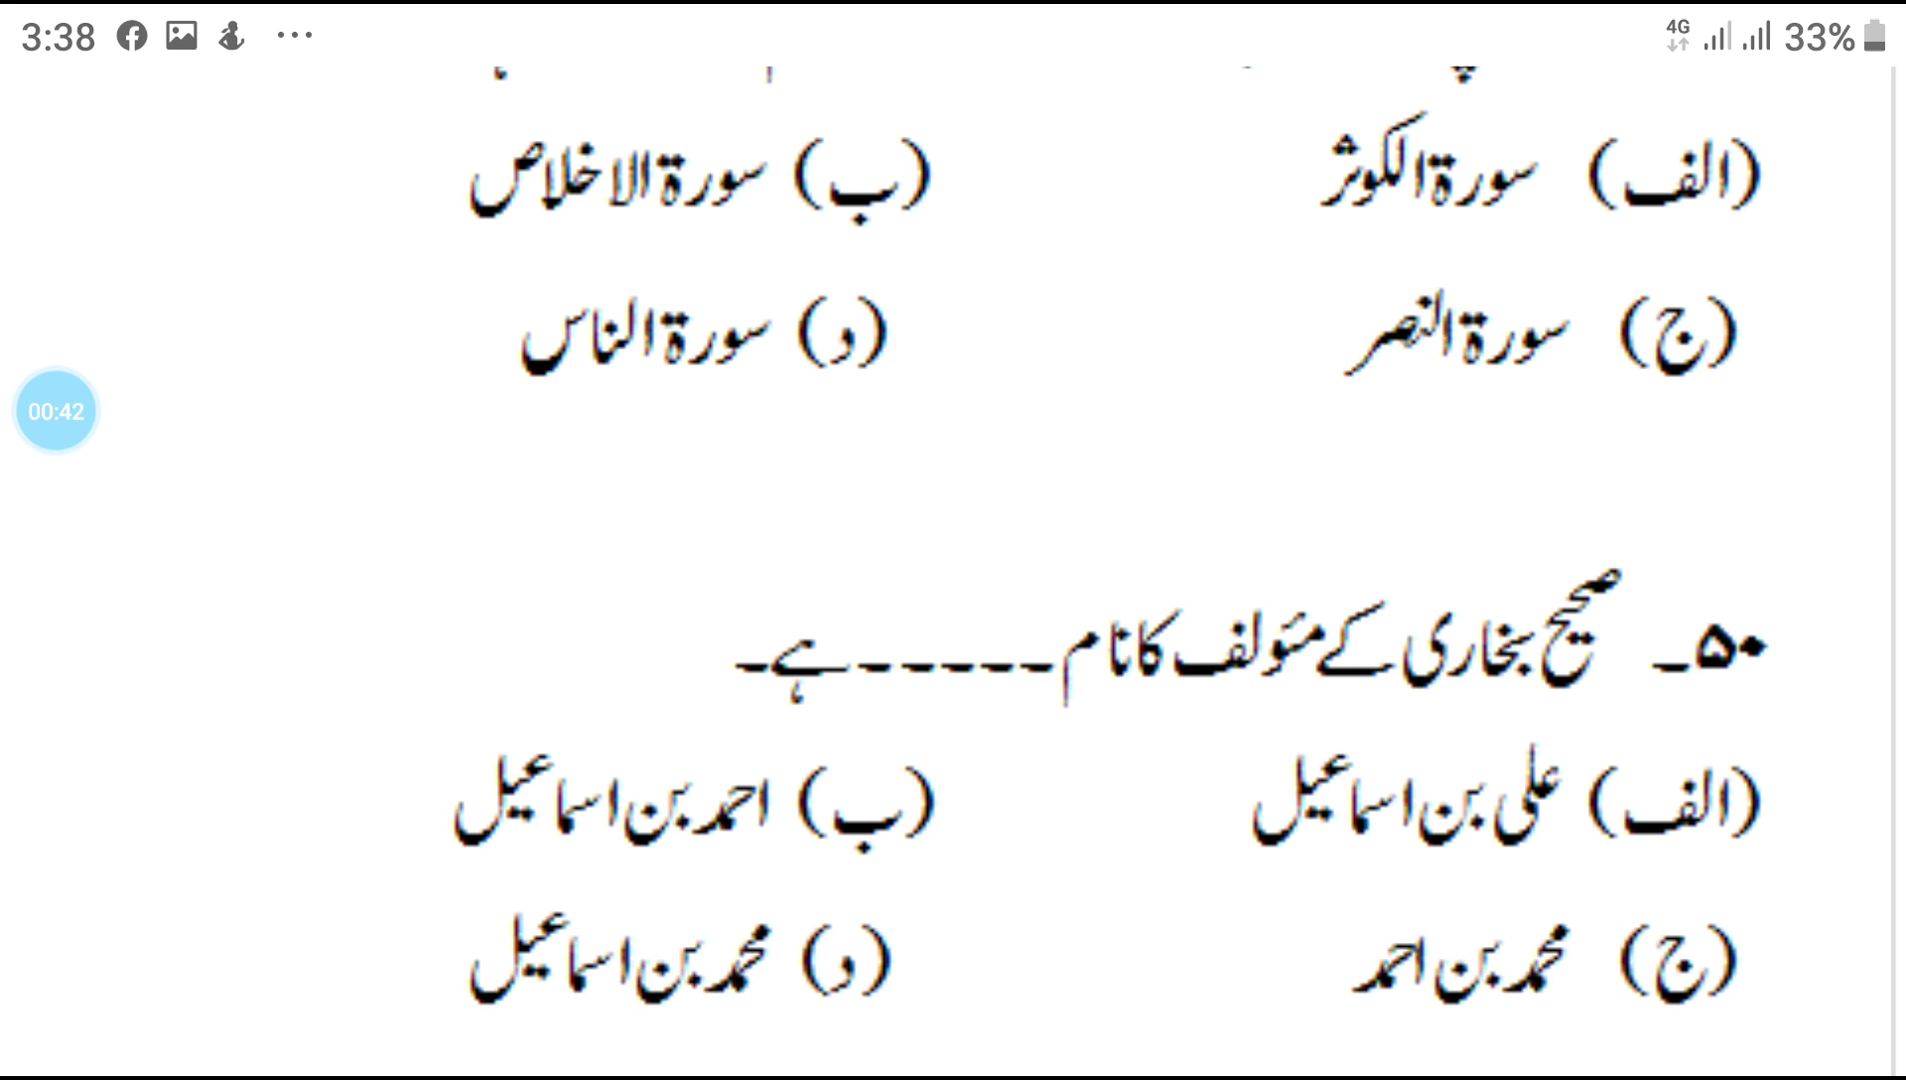 3:38 4G 33%
(الف) سورۃ الکوثر (ب) سورۃ الاخلاص
(ج) سورۃ النصر (د) سورۃ الناس
00:42
۵۰۔ صحیح بخاری کے مئولف کا نام ۔۔۔۔۔ ہے۔
(الف) علی بن اسماعیل (ب) احمد بن اسماعیل
(ج) محمد بن احمد (د) محمد بن اسماعیل